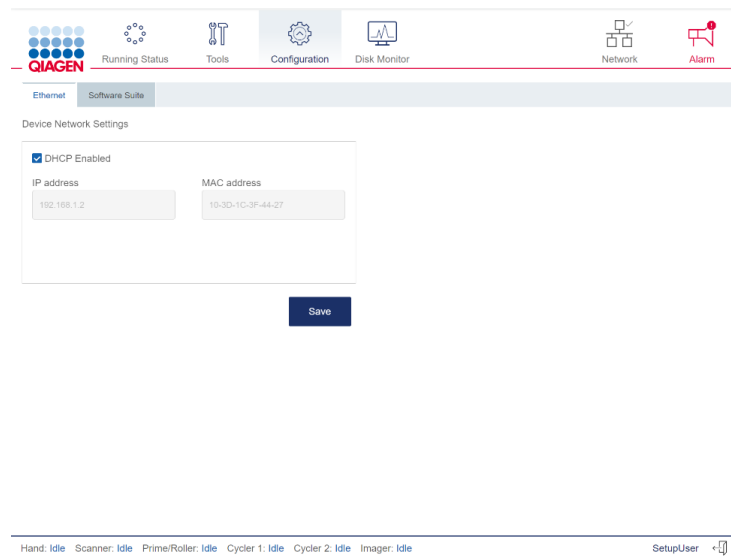 QIAGEN
Running Status Tools Configuration Disk Monitor Network Alarm
Ethernet Software Suite
Device Network Settings
DHCP Enabled
IP address MAC address
192.168.1.2 10-3D-1C-3F-44-27
Save
Hand: Idle Scanner: Idle Prime/Roller: Idle Cycler 1: Idle Cycler 2: Idle Imager: Idle SetupUser